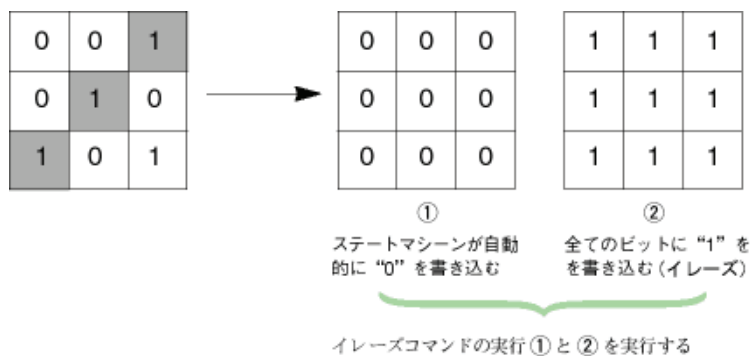 0 0 1
0 1 0
1 0 1
0 0 0
0 0 0
0 0 0
1 1 1
1 1 1
1 1 1
①
ステートマシーンが自動
的に“0”を書き込む
②
全てのビットに“1”を
を書き込む(イレーズ)
イレーズコマンドの実行①と②を実行する